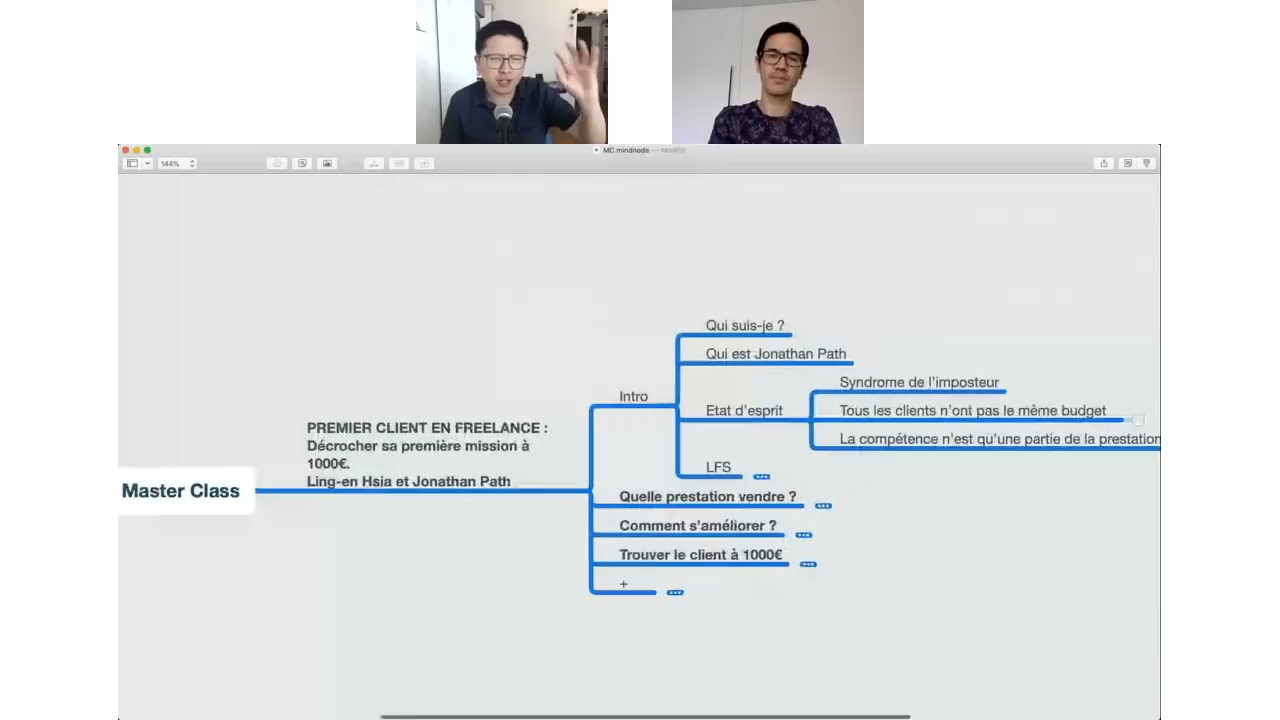 MC.mindnode — Modifié
144%
Qui suis-je ?
Qui est Jonathan Path
Syndrome de l'imposteur
Intro
Etat d'esprit
Tous les clients n'ont pas le même budget
PREMIER CLIENT EN FREELANCE :
Décrocher sa première mission à
1000€.
Ling-en Hsia et Jonathan Path
La compétence n'est qu'une partie de la prestation
LFS
Master Class
Quelle prestation vendre ?
Comment s'améliorer ?
Trouver le client à 1000€
+